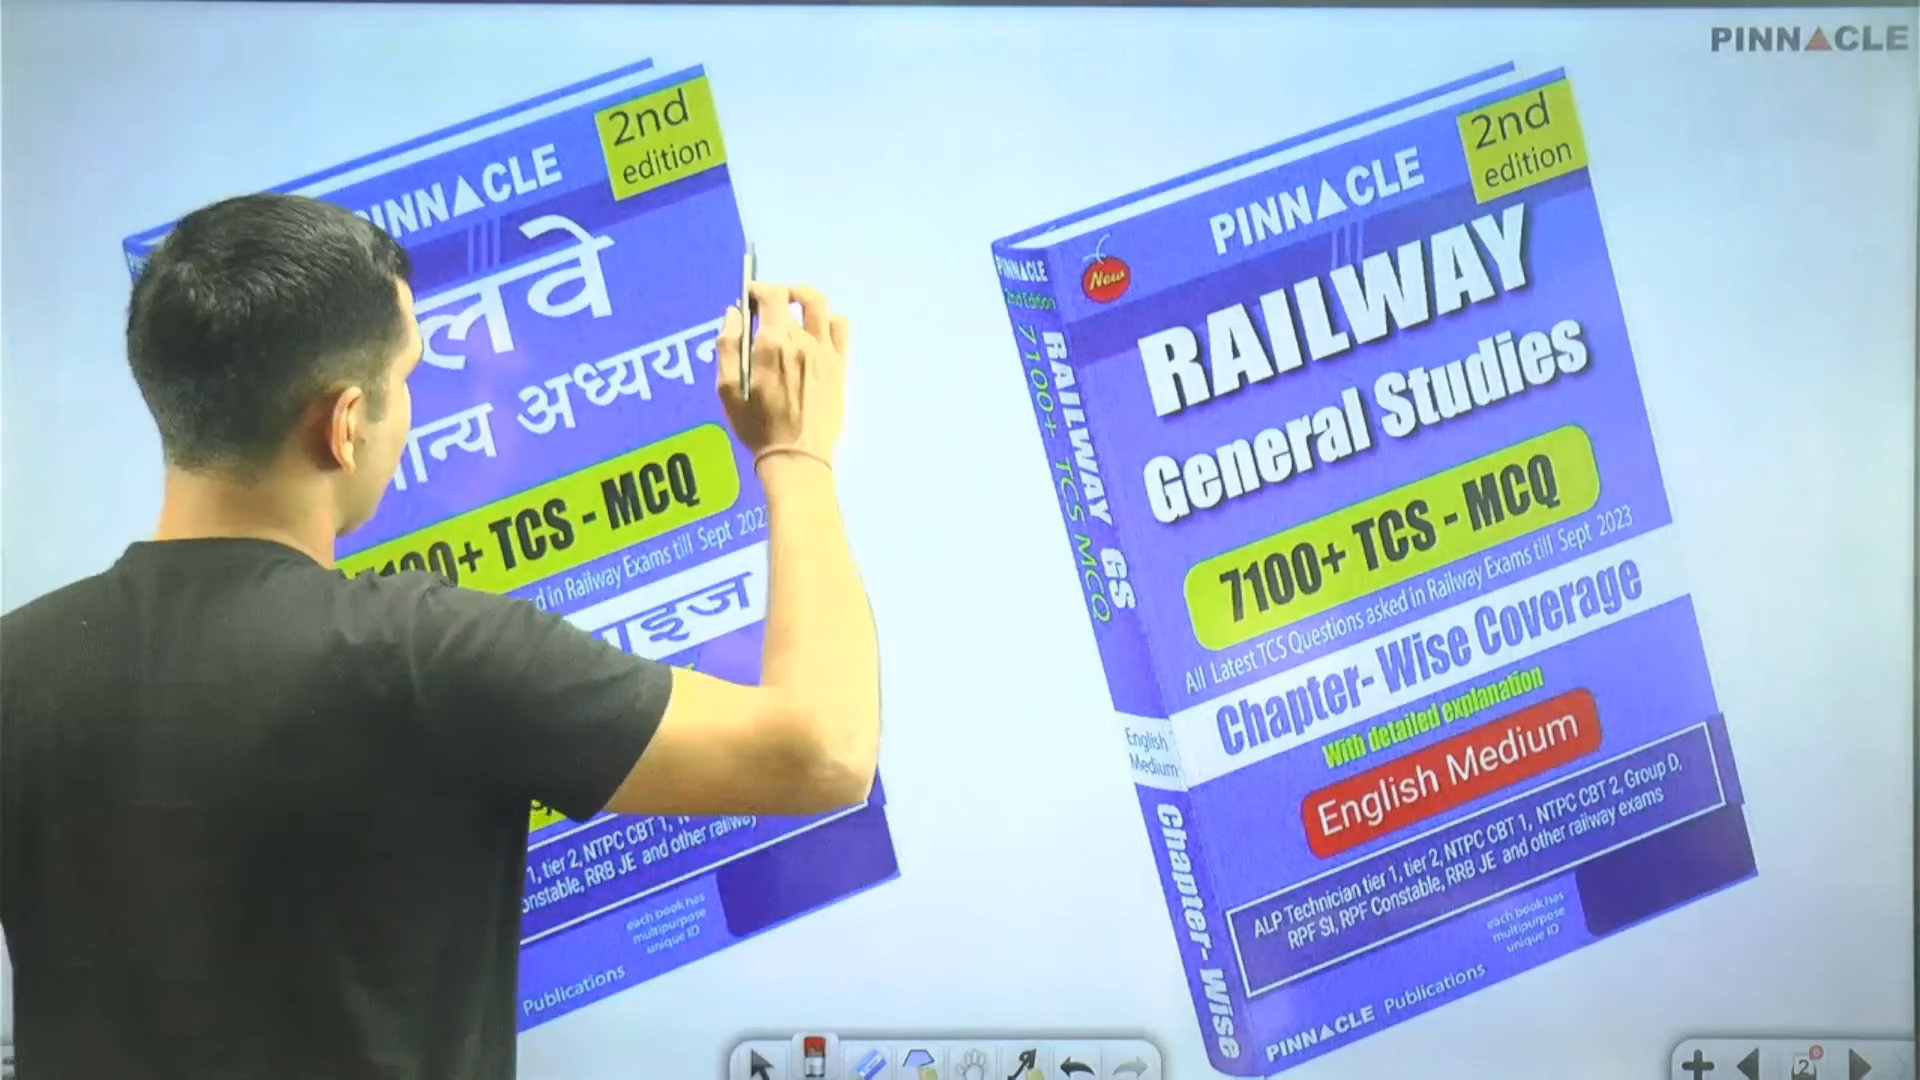 PINNACLE
2nd
edition
PINNACLE
लवे
मान्य अध्ययन
7100+ TCS - MCQ
in Railway Exams till Sept 202
वाइज
1, tier 2, NTPC CBT 1,
Constable, RRB JE and other railway
each book has
multipurpose
unique ID
Publications
2nd
edition
PINNACLE
New
RAILWAY
General Studies
7100+ TCS - MCQ
All Latest TCS Questions asked in Railway Exams till Sept 2023
Chapter- Wise Coverage
With detailed explanation
English Medium
ALP Technician tier 1, tier 2, NTPC CBT 1, NTPC CBT 2, Group D,
RPF SI, RPF Constable, RRB JE and other railway exams
each book has
multipurpose
unique ID
PINNACLE Publications
PINNACLE
2nd Edition
7100+ TCS MCQ
RAILWAY GS
English
Medium
Chapter- Wise
2